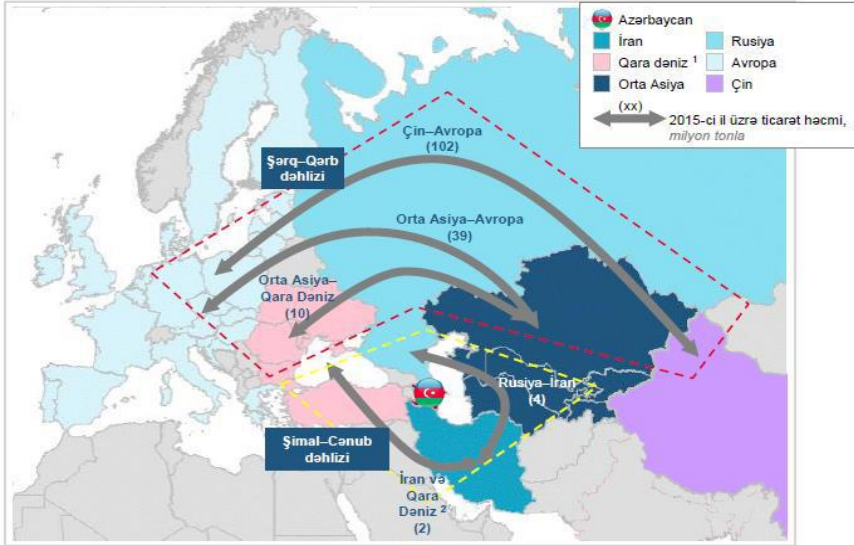 Azərbaycan
İran
Qara dəniz ¹
Orta Asiya
Rusiya
Avropa
Çin
(xx)
2015-ci il üzrə ticarət həcmi,
milyon tonla
Çin–Avropa
(102)
Şərq–Qərb
dəhlizi
Orta Asiya–Avropa
(39)
Orta Asiya–
Qara Dəniz
(10)
Rusiya–İran
(4)
Şimal–Cənub
dəhlizi
İran və
Qara
Dəniz ²
(2)